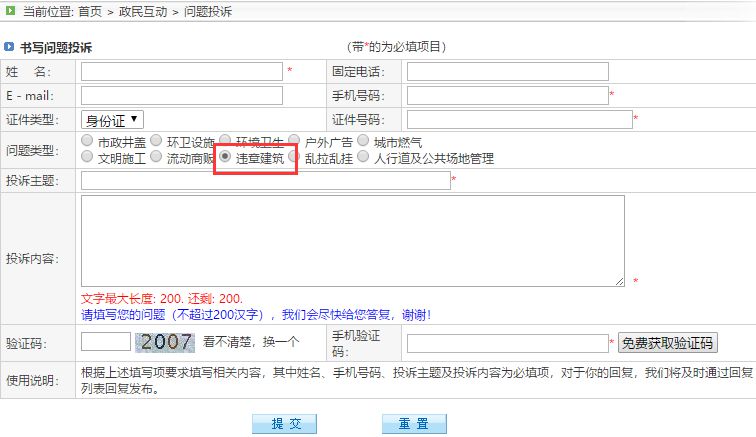 当前位置: 首页 > 政民互动 > 问题投诉
书写问题投诉 （带*的为必填项目）
姓 名： * 固定电话：
E - mail： 手机号码： *
证件类型： 身份证 证件号码： *
问题类型： 市政井盖 环卫设施 环境卫生 户外广告 城市燃气
文明施工 流动商贩 违章建筑 乱拉乱挂 人行道及公共场地管理
投诉主题： *
投诉内容： *
文字最大长度: 200. 还剩: 200.
请填写您的问题（不超过200汉字），我们会尽快给您答复，谢谢！
验证码： 2007 看不清楚，换一个 手机验证码： * 免费获取验证码
使用说明： 根据上述填写项要求填写相关内容，其中姓名、手机号码、投诉主题及投诉内容为必填项，对于你的回复，我们将及时通过回复
列表回复发布。
提 交 重 置